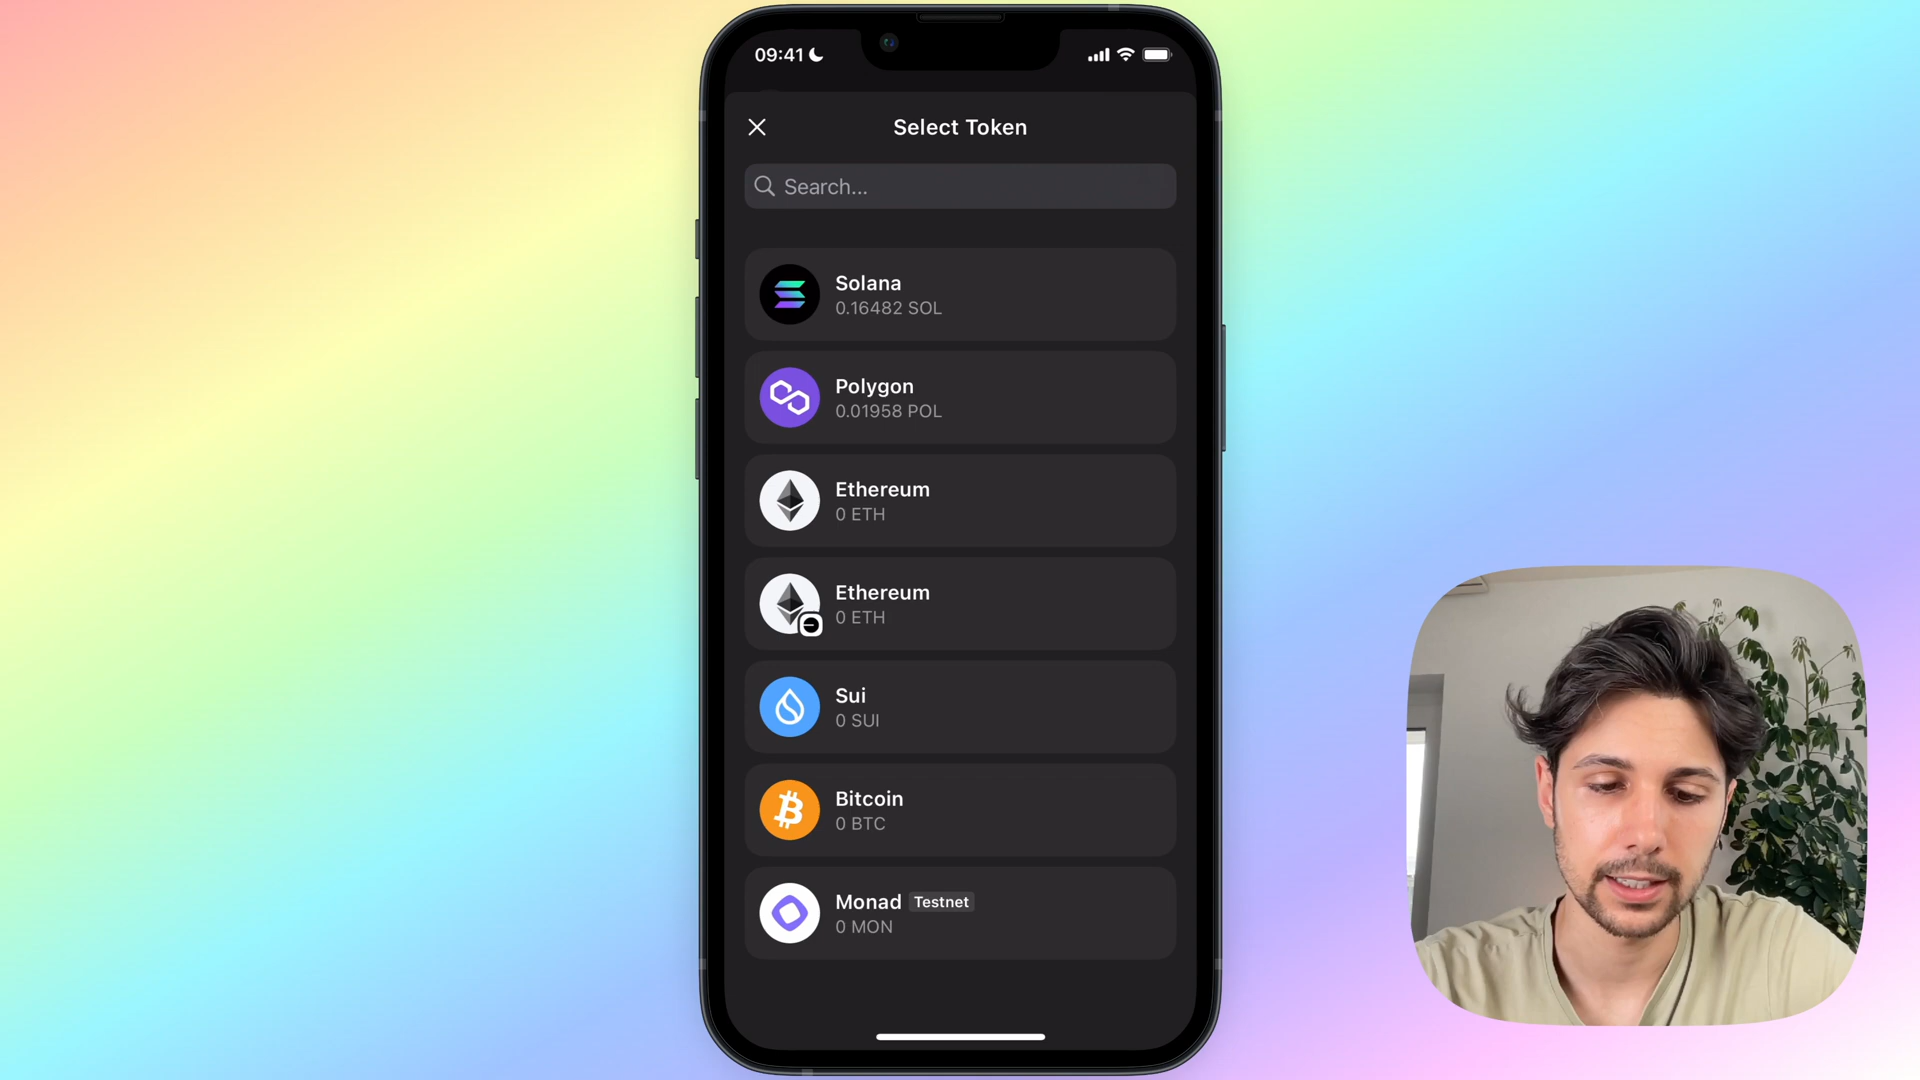 09:41
Select Token
Search...
Solana
0.16482 SOL
Polygon
0.01958 POL
Ethereum
0 ETH
Ethereum
0 ETH
Sui
0 SUI
Bitcoin
0 BTC
Monad Testnet
0 MON